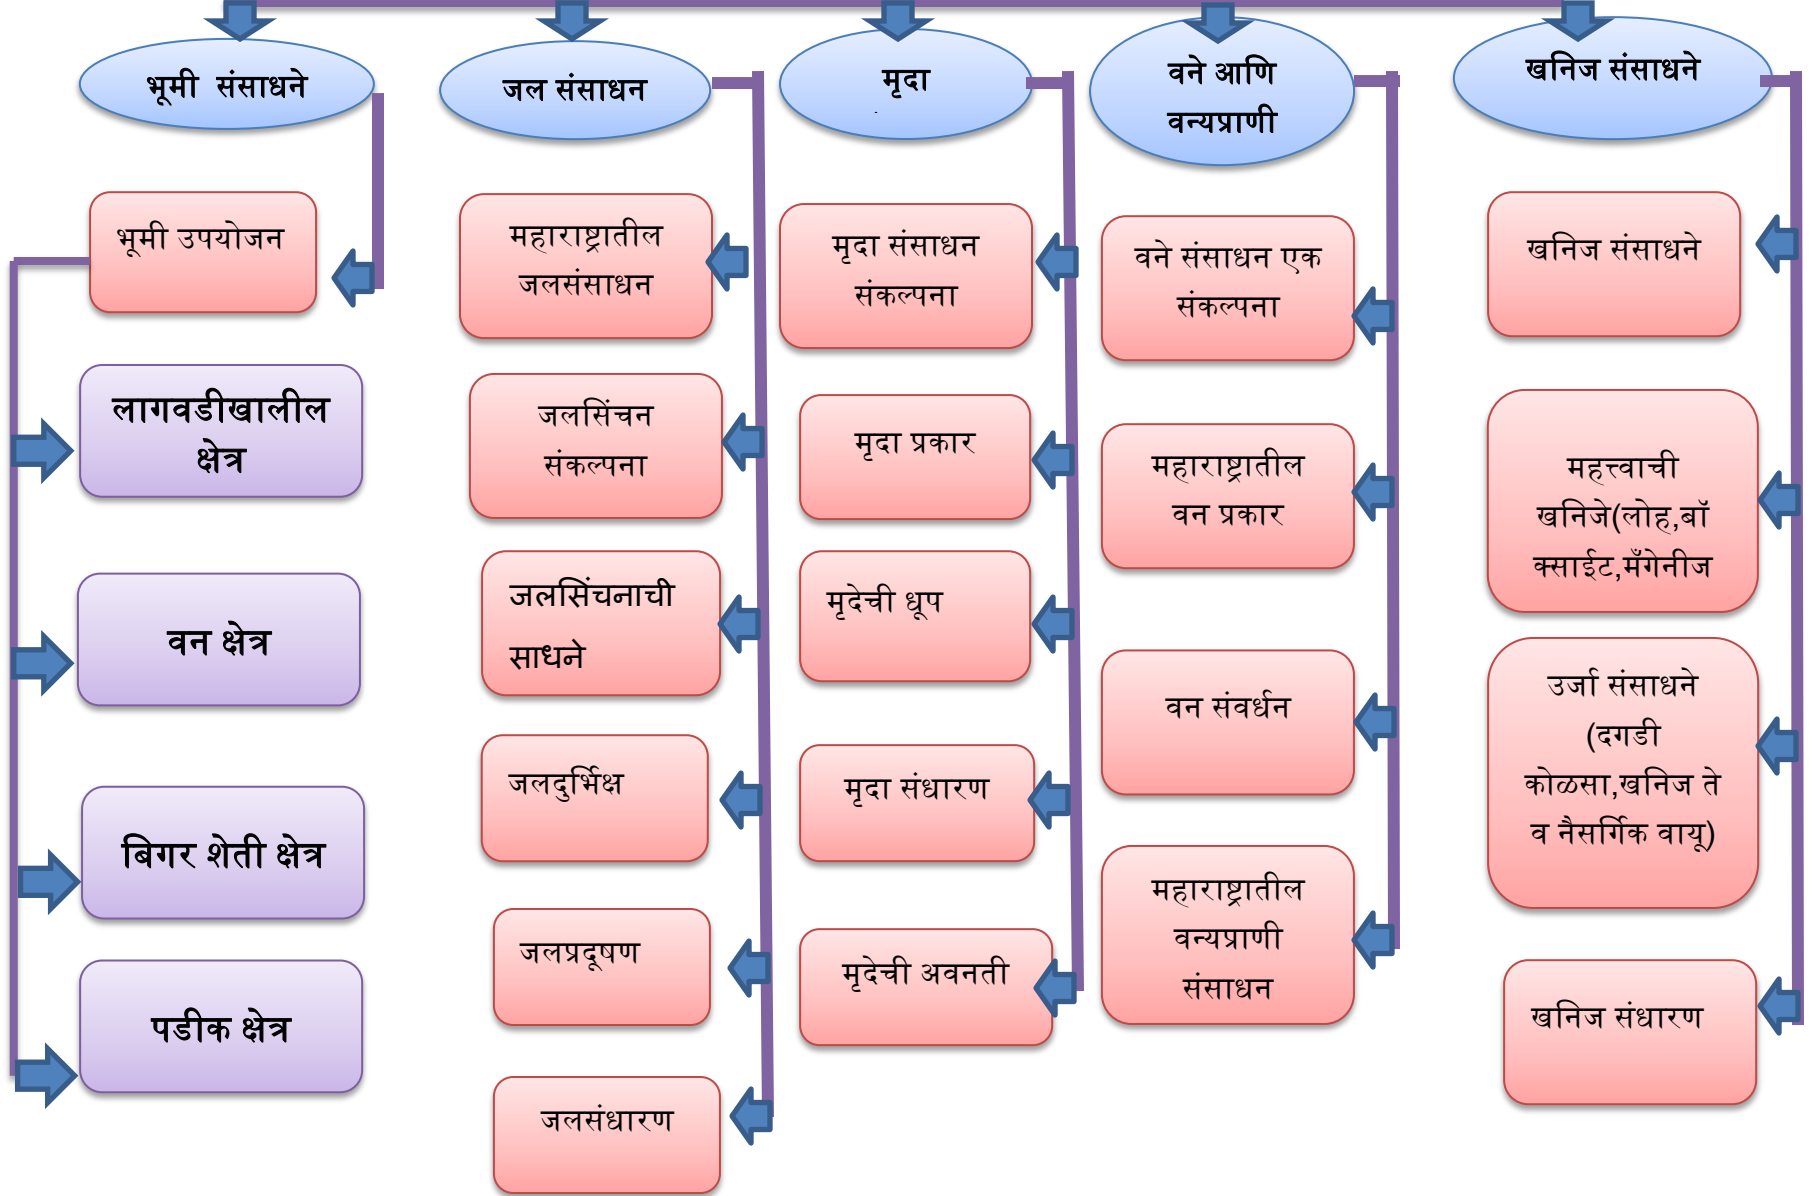 भूमी संसाधने
जल संसाधन
मृदा
वने आणि
वन्यप्राणी
खनिज संसाधने
भूमी उपयोजन
लागवडीखालील
क्षेत्र
वन क्षेत्र
बिगर शेती क्षेत्र
पडीक क्षेत्र
महाराष्ट्रातील
जलसंसाधन
जलसिंचन
संकल्पना
जलसिंचनाची
साधने
जलदुर्भिक्ष
जलप्रदूषण
जलसंधारण
मृदा संसाधन
संकल्पना
मृदा प्रकार
मृदेची धूप
मृदा संधारण
मृदेची अवनती
वने संसाधन एक
संकल्पना
महाराष्ट्रातील
वन प्रकार
वन संवर्धन
महाराष्ट्रातील
वन्यप्राणी
संसाधन
खनिज संसाधने
महत्त्वाची
खनिजे(लोह,बॉ
क्साईट,मँगेनीज
उर्जा संसाधने
(दगडी
कोळसा,खनिज ते
व नैसर्गिक वायू)
खनिज संधारण